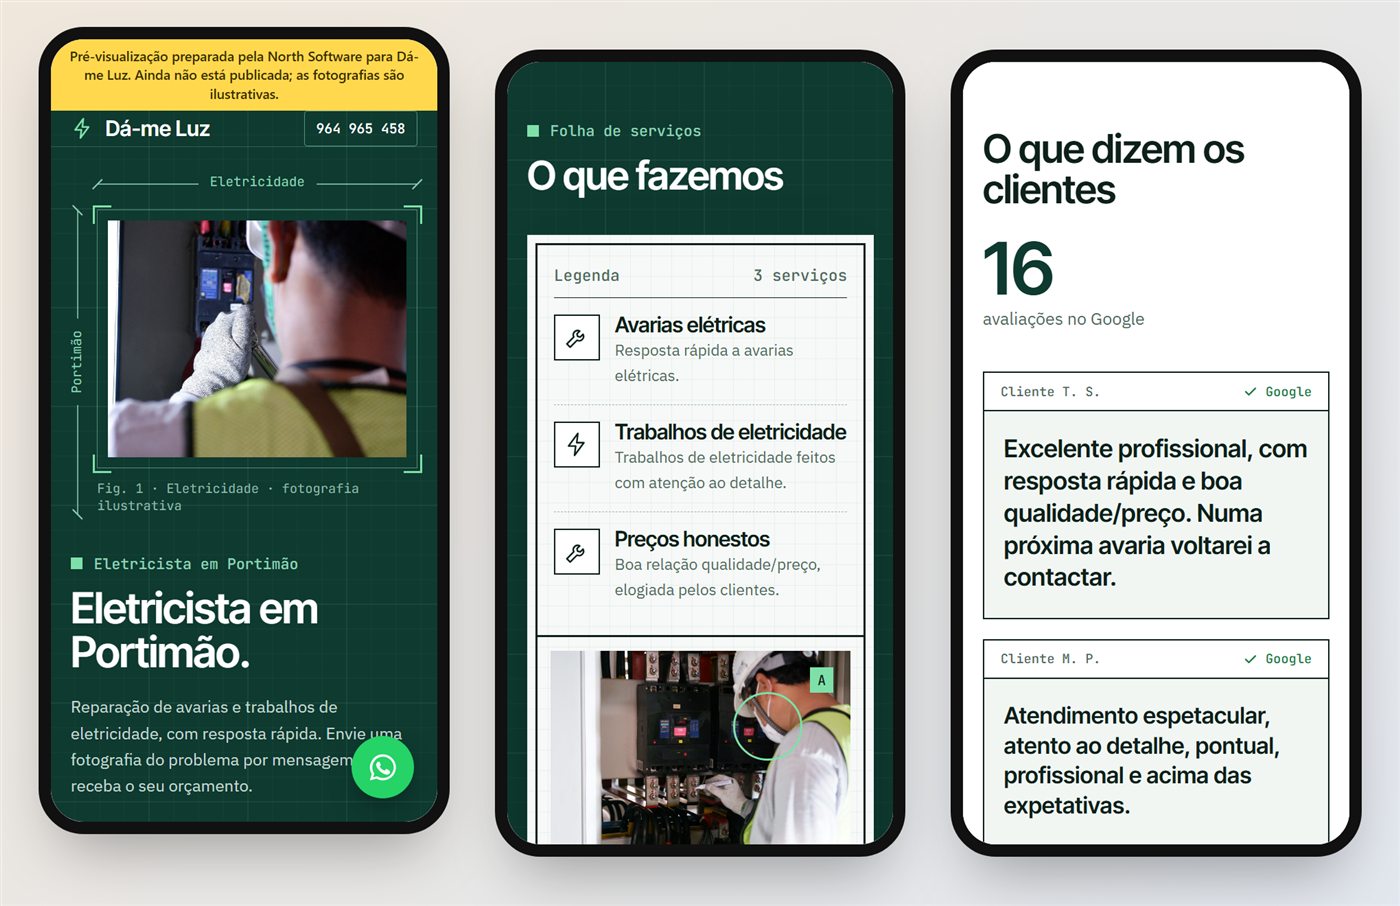 Pré-visualização preparada pela North Software para Dá-
me Luz. Ainda não está publicada; as fotografias são
ilustrativas.
Dá-me Luz
964 965 458
Eletricidade
Portimão
Fig. 1 · Eletricidade · fotografia
ilustrativa
Eletricista em Portimão
Eletricista em
Portimão.
Reparação de avarias e trabalhos de
eletricidade, com resposta rápida. Envie uma
fotografia do problema por mensagem
receba o seu orçamento.
Folha de serviços
O que fazemos
Legenda
3 serviços
Avarias elétricas
Resposta rápida a avarias
elétricas.
Trabalhos de eletricidade
Trabalhos de eletricidade feitos
com atenção ao detalhe.
Preços honestos
Boa relação qualidade/preço,
elogiada pelos clientes.
A
O que dizem os
clientes
16
avaliações no Google
Cliente T. S.
Google
Excelente profissional, com
resposta rápida e boa
qualidade/preço. Numa
próxima avaria voltarei a
contactar.
Cliente M. P.
Google
Atendimento espetacular,
atento ao detalhe, pontual,
profissional e acima das
expetativas.